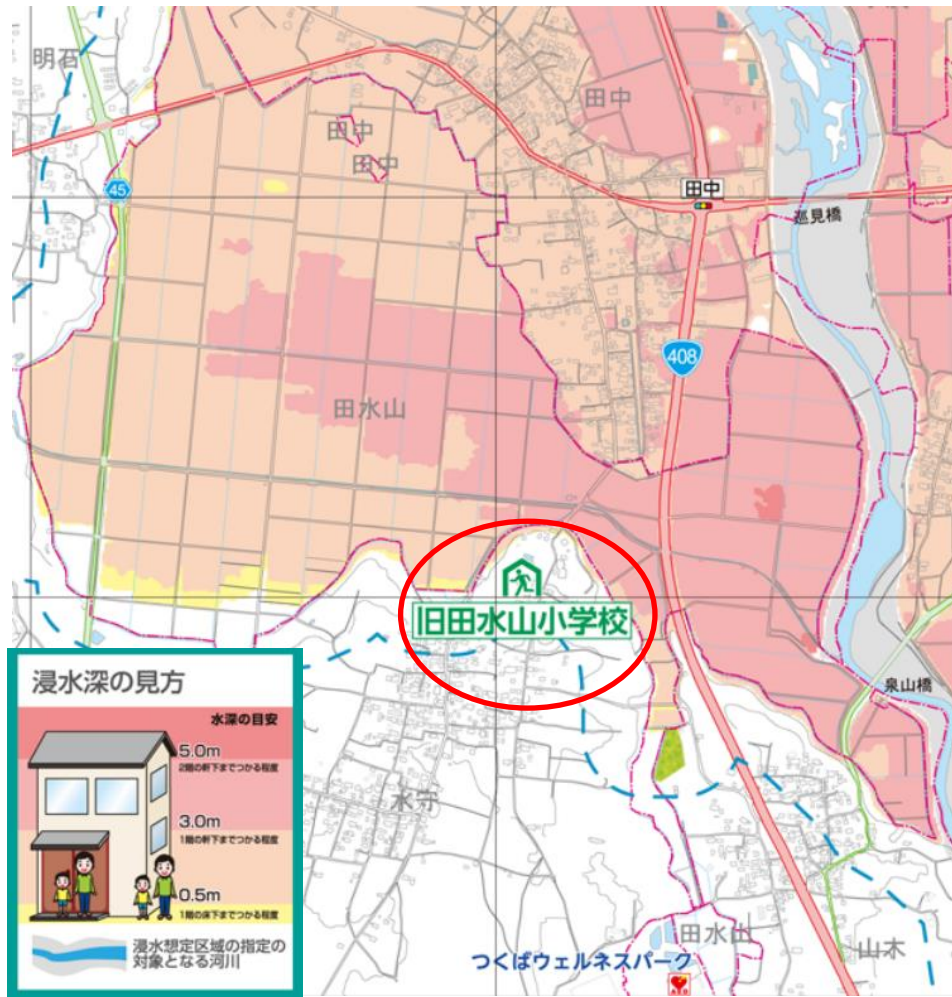 明石
田中
田中
田中
田中
45
巡見橋
408
田水山
旧田水山小学校
泉山橋
水守
田水山
つくばウェルネスパーク
AED
山木
浸水深の見方
水深の目安
5.0m
2階の軒下までつかる程度
3.0m
1階の軒下までつかる程度
0.5m
1階の床下までつかる程度
浸水想定区域の指定の
対象となる河川